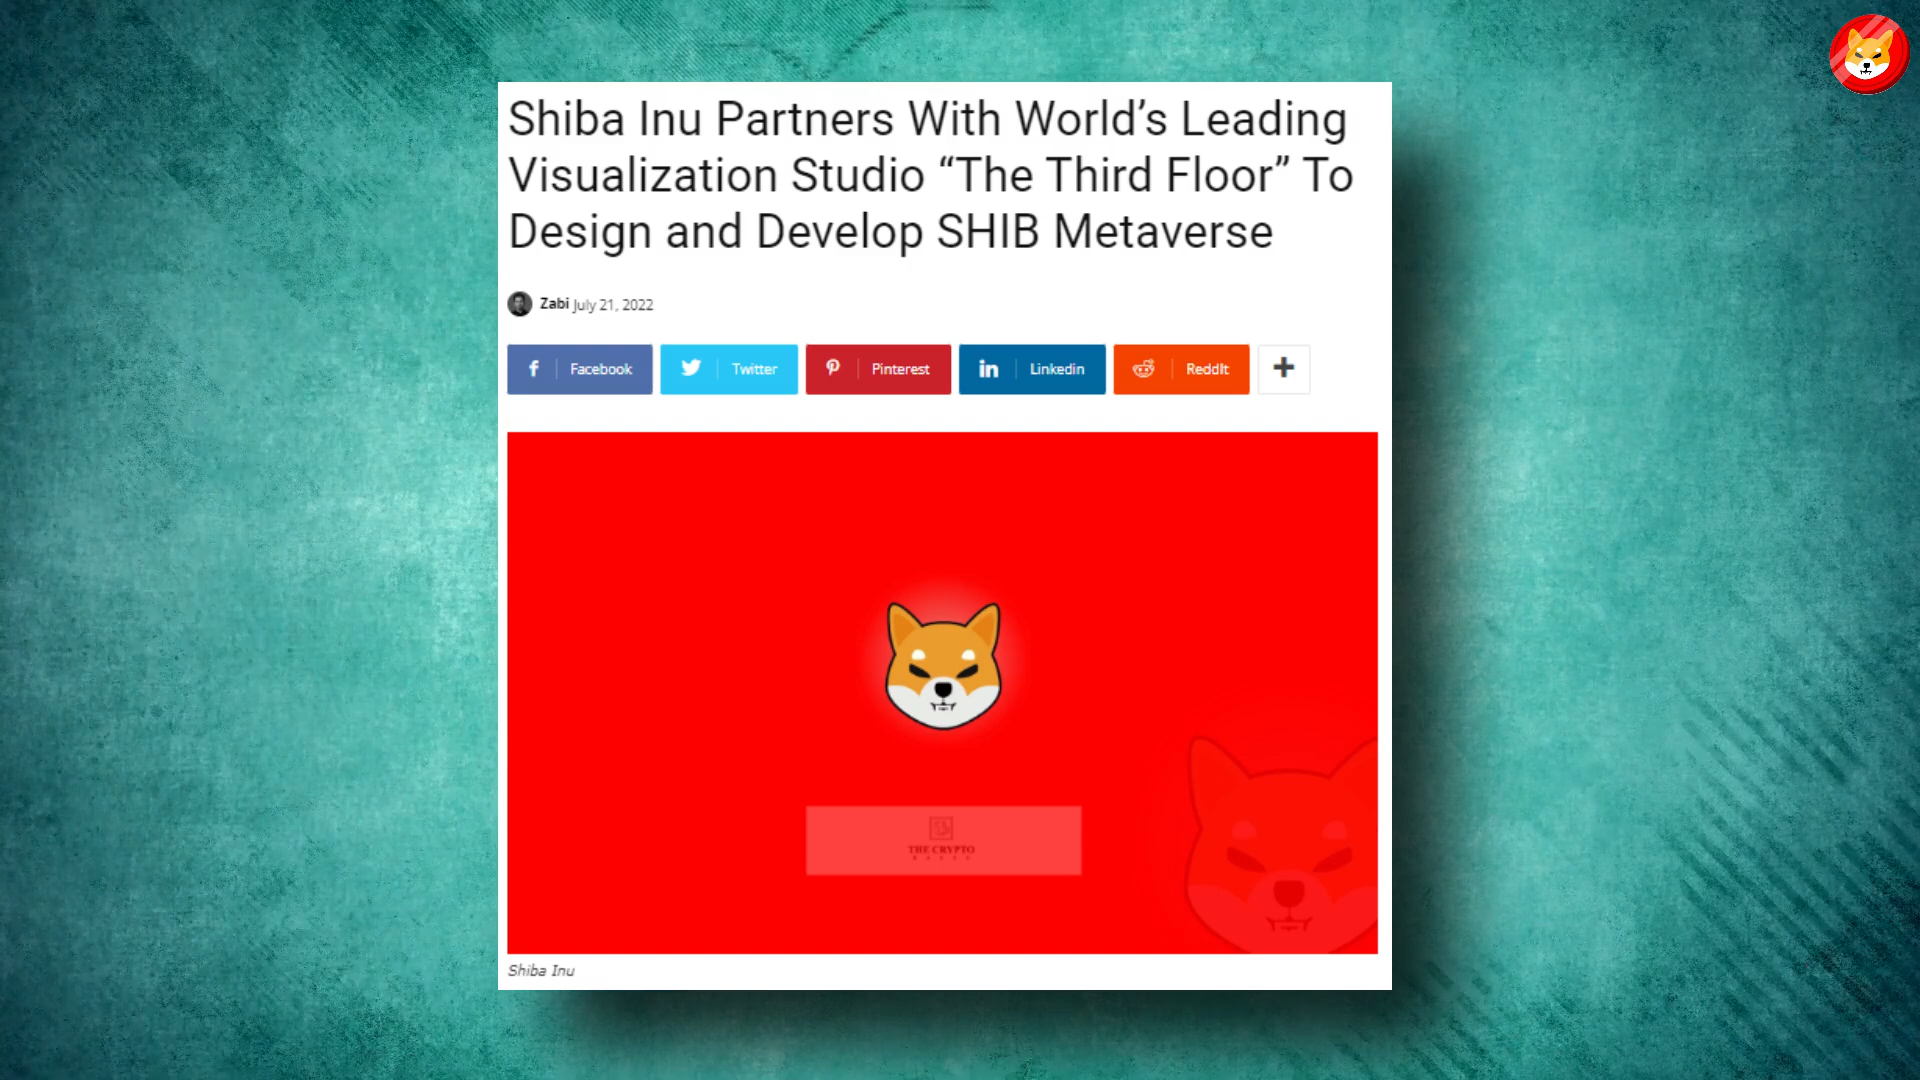 Shiba Inu Partners With World’s Leading
Visualization Studio “The Third Floor” To
Design and Develop SHIB Metaverse
Zabi July 21, 2022
Facebook
Twitter
Pinterest
Linkedin
ReddIt
THE CRYPTO
Shiba Inu